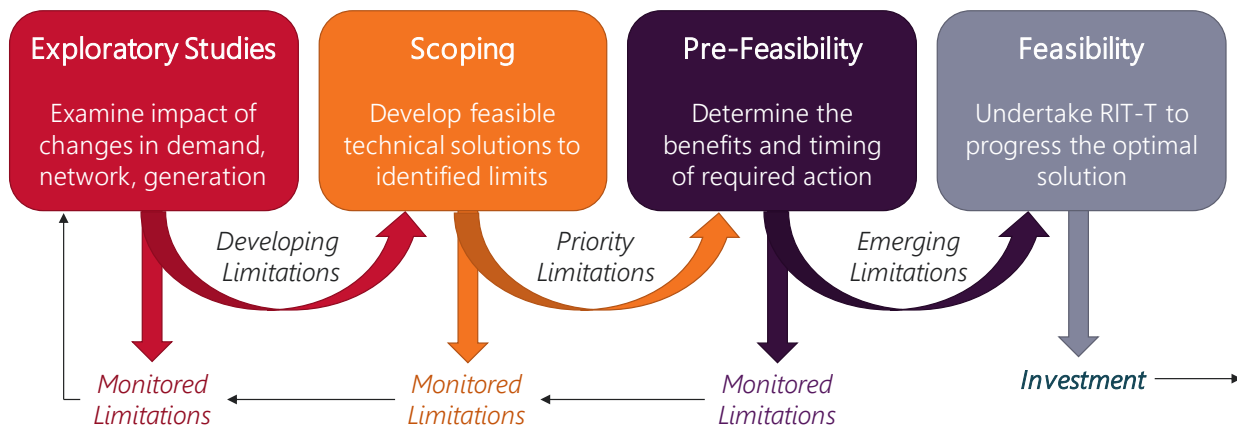 Exploratory Studies
Examine impact of
changes in demand,
network, generation
Scoping
Develop feasible
technical solutions to
identified limits
Pre-Feasibility
Determine the
benefits and timing
of required action
Feasibility
Undertake RIT-T to
progress the optimal
solution
Developing
Limitations
Priority
Limitations
Emerging
Limitations
Monitored
Limitations
Monitored
Limitations
Monitored
Limitations
Investment